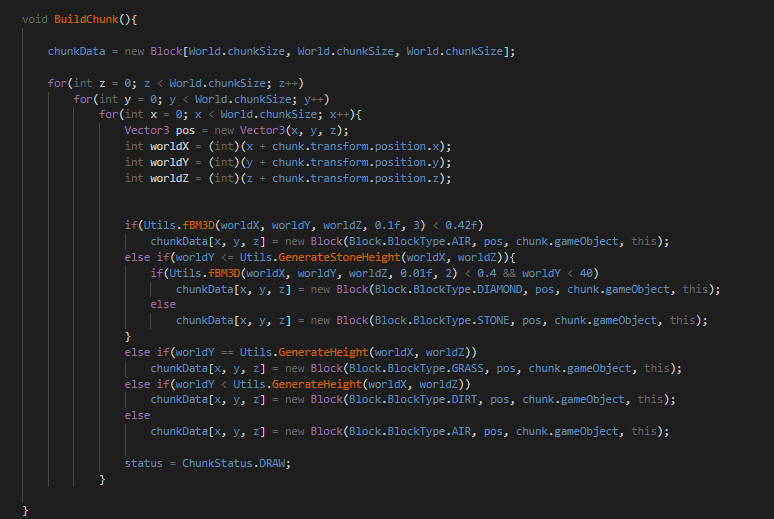 void BuildChunk(){
chunkData = new Block[World.chunkSize, World.chunkSize, World.chunkSize];
for(int z = 0; z < World.chunkSize; z++)
for(int y = 0; y < World.chunkSize; y++)
for(int x = 0; x < World.chunkSize; x++){
Vector3 pos = new Vector3(x, y, z);
int worldX = (int)(x + chunk.transform.position.x);
int worldY = (int)(y + chunk.transform.position.y);
int worldZ = (int)(z + chunk.transform.position.z);
if(Utils.fBM3D(worldX, worldY, worldZ, 0.1f, 3) < 0.42f)
chunkData[x, y, z] = new Block(Block.BlockType.AIR, pos, chunk.gameObject, this);
else if(worldY <= Utils.GenerateStoneHeight(worldX, worldZ)){
if(Utils.fBM3D(worldX, worldY, worldZ, 0.01f, 2) < 0.4 && worldY < 40)
chunkData[x, y, z] = new Block(Block.BlockType.DIAMOND, pos, chunk.gameObject, this);
else
chunkData[x, y, z] = new Block(Block.BlockType.STONE, pos, chunk.gameObject, this);
}
else if(worldY == Utils.GenerateHeight(worldX, worldZ))
chunkData[x, y, z] = new Block(Block.BlockType.GRASS, pos, chunk.gameObject, this);
else if(worldY < Utils.GenerateHeight(worldX, worldZ))
chunkData[x, y, z] = new Block(Block.BlockType.DIRT, pos, chunk.gameObject, this);
else
chunkData[x, y, z] = new Block(Block.BlockType.AIR, pos, chunk.gameObject, this);
status = ChunkStatus.DRAW;
}
}